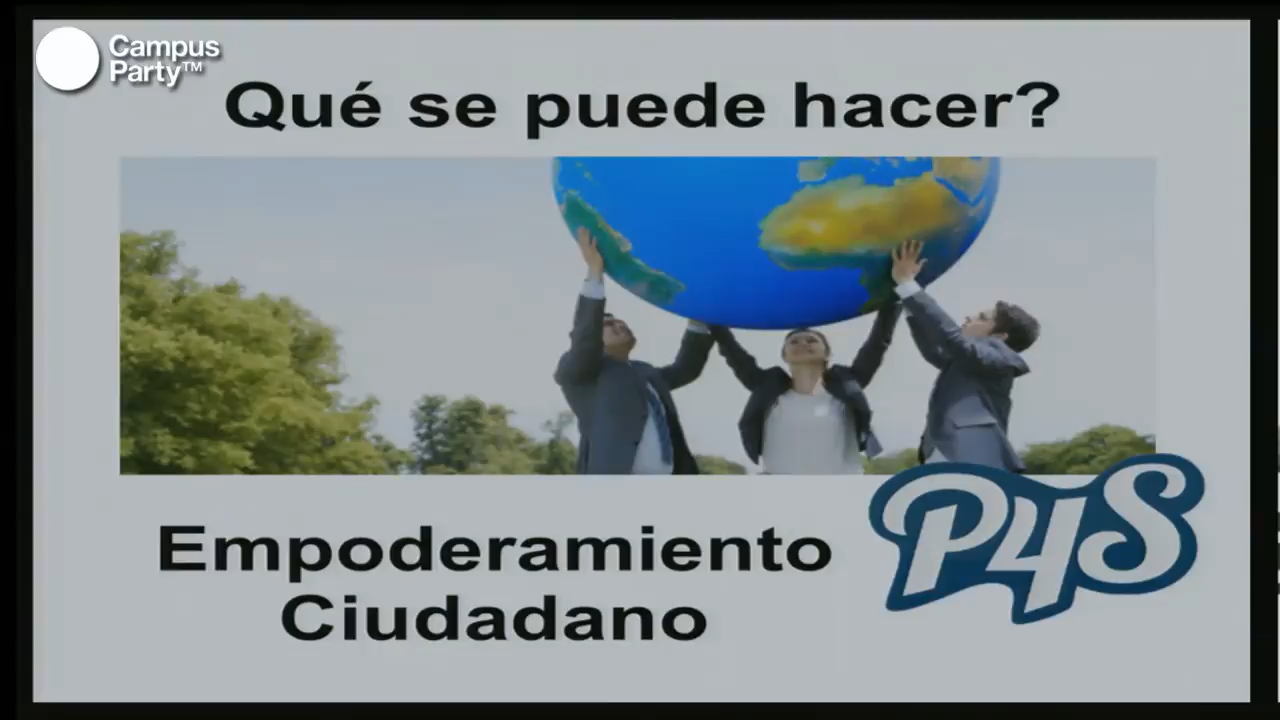 Campus
Party™
Qué se puede hacer?
Empoderamiento
Ciudadano
P4S